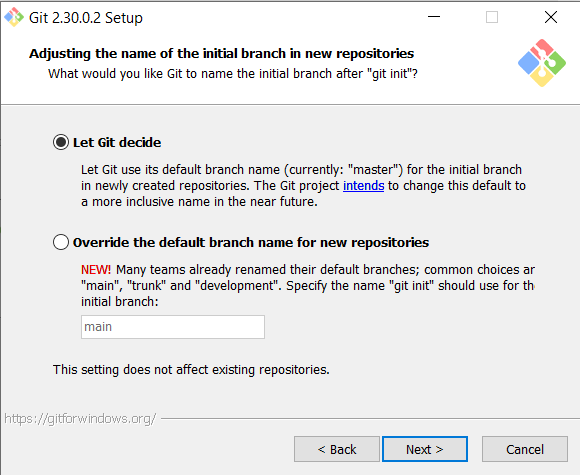 Git 2.30.0.2 Setup
Adjusting the name of the initial branch in new repositories
What would you like Git to name the initial branch after "git init"?
Let Git decide
Let Git use its default branch name (currently: "master") for the initial branch
in newly created repositories. The Git project intends to change this default to
a more inclusive name in the near future.
Override the default branch name for new repositories
NEW! Many teams already renamed their default branches; common choices ar
"main", "trunk" and "development". Specify the name "git init" should use for the
initial branch:
main
This setting does not affect existing repositories.
https://gitforwindows.org/
< Back
Next >
Cancel